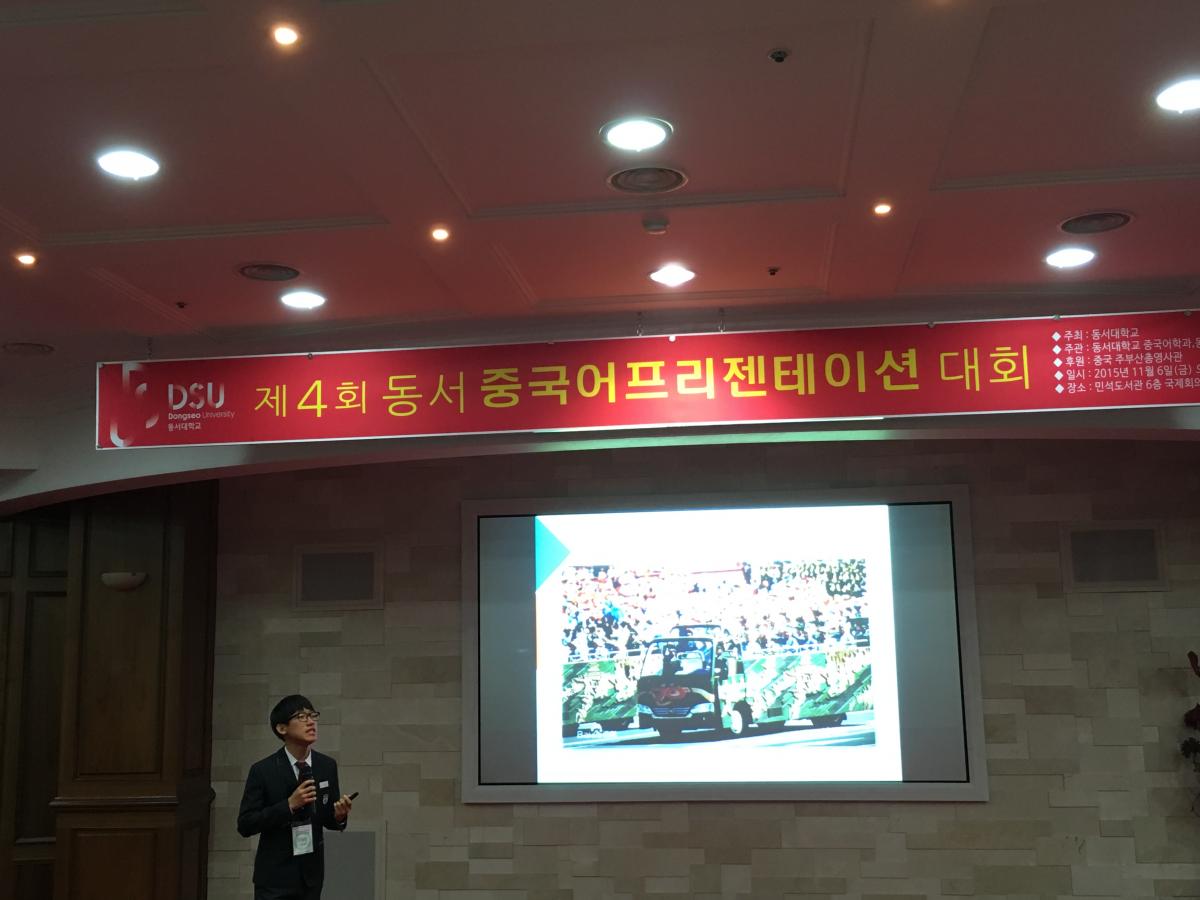 DSU
Dongseo University
동서대학교
제4회 동서 중국어프리젠테이션 대회
◆ 주최 : 동서대학교
◆ 주관 : 동서대학교 중국어학과,
◆ 후원 : 중국 주부산총영사관
◆ 일시 : 2015년 11월 6일(금)
◆ 장소 : 민석도서관 6층 국제회의